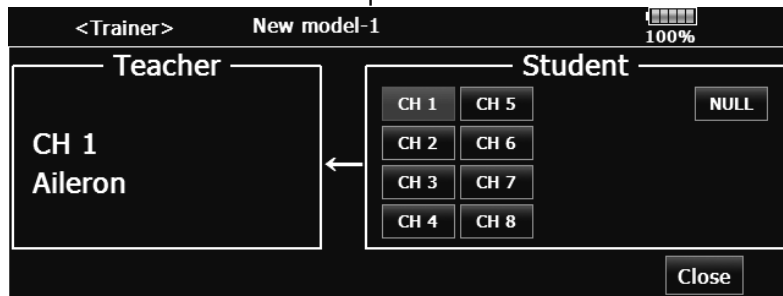 <Trainer> New model-1
100%
Teacher
Student
CH 1
Aileron
←
CH 1 CH 5 NULL
CH 2 CH 6
CH 3 CH 7
CH 4 CH 8
Close